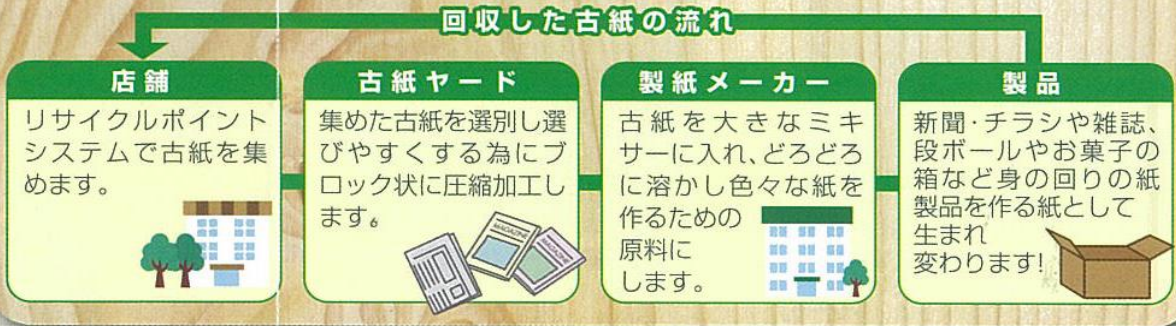 回収した古紙の流れ
店舗
リサイクルポイント
システムで古紙を集
めます。
古紙ヤード
集めた古紙を選別し選
びやすくする為にブ
ロック状に圧縮加工し
ます。
MAGAZINE
MAGAZINE
製紙メーカー
古紙を大きなミキ
サーに入れ、どろどろ
に溶かし色々な紙を
作るための
原料に
します。
製品
新聞・チラシや雑誌、
段ボールやお菓子の
箱など身の回りの紙
製品を作る紙として
生まれ
変わります!